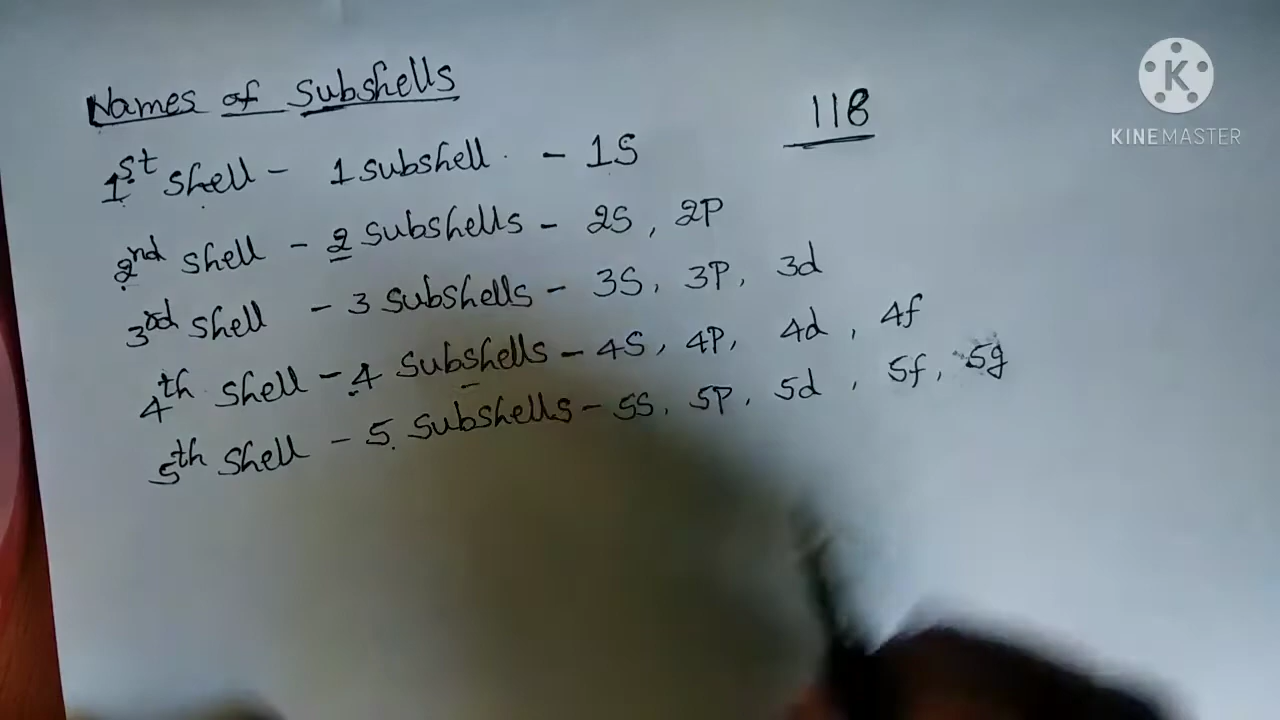 Names of Subshells
118
1st shell - 1 subshell - 1S
2nd shell - 2 subshells - 2S, 2P
3rd shell - 3 subshells - 3S, 3P, 3d
4th shell - 4 subshells - 4S, 4P, 4d, 4f
5th shell - 5 subshells - 5S, 5P, 5d, 5f, 5g
K
KINEMASTER